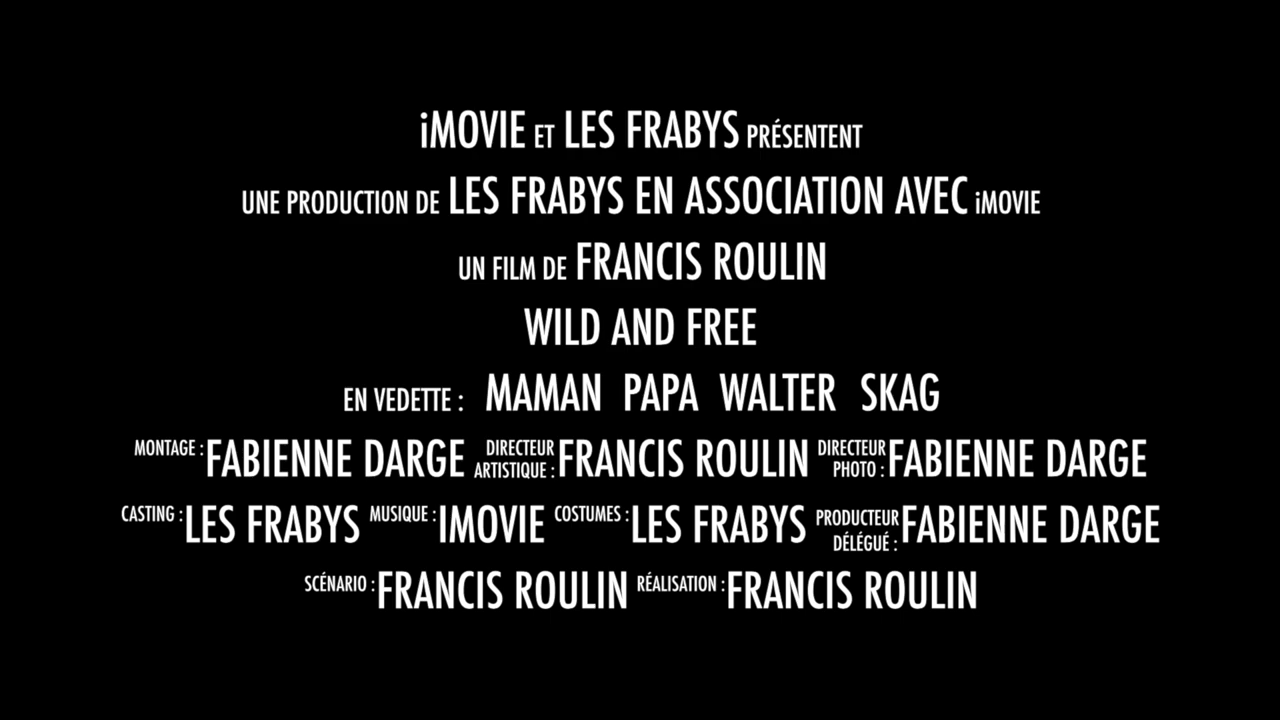 iMOVIE ET LES FRABYS PRÉSENTENT
UNE PRODUCTION DE LES FRABYS EN ASSOCIATION AVEC iMOVIE
UN FILM DE FRANCIS ROULIN
WILD AND FREE
EN VEDETTE : MAMAN PAPA WALTER SKAG
MONTAGE : FABIENNE DARGE DIRECTEUR ARTISTIQUE : FRANCIS ROULIN DIRECTEUR PHOTO : FABIENNE DARGE
CASTING : LES FRABYS MUSIQUE : IMOVIE COSTUMES : LES FRABYS PRODUCTEUR DÉLÉGUÉ : FABIENNE DARGE
SCÉNARIO : FRANCIS ROULIN RÉALISATION : FRANCIS ROULIN